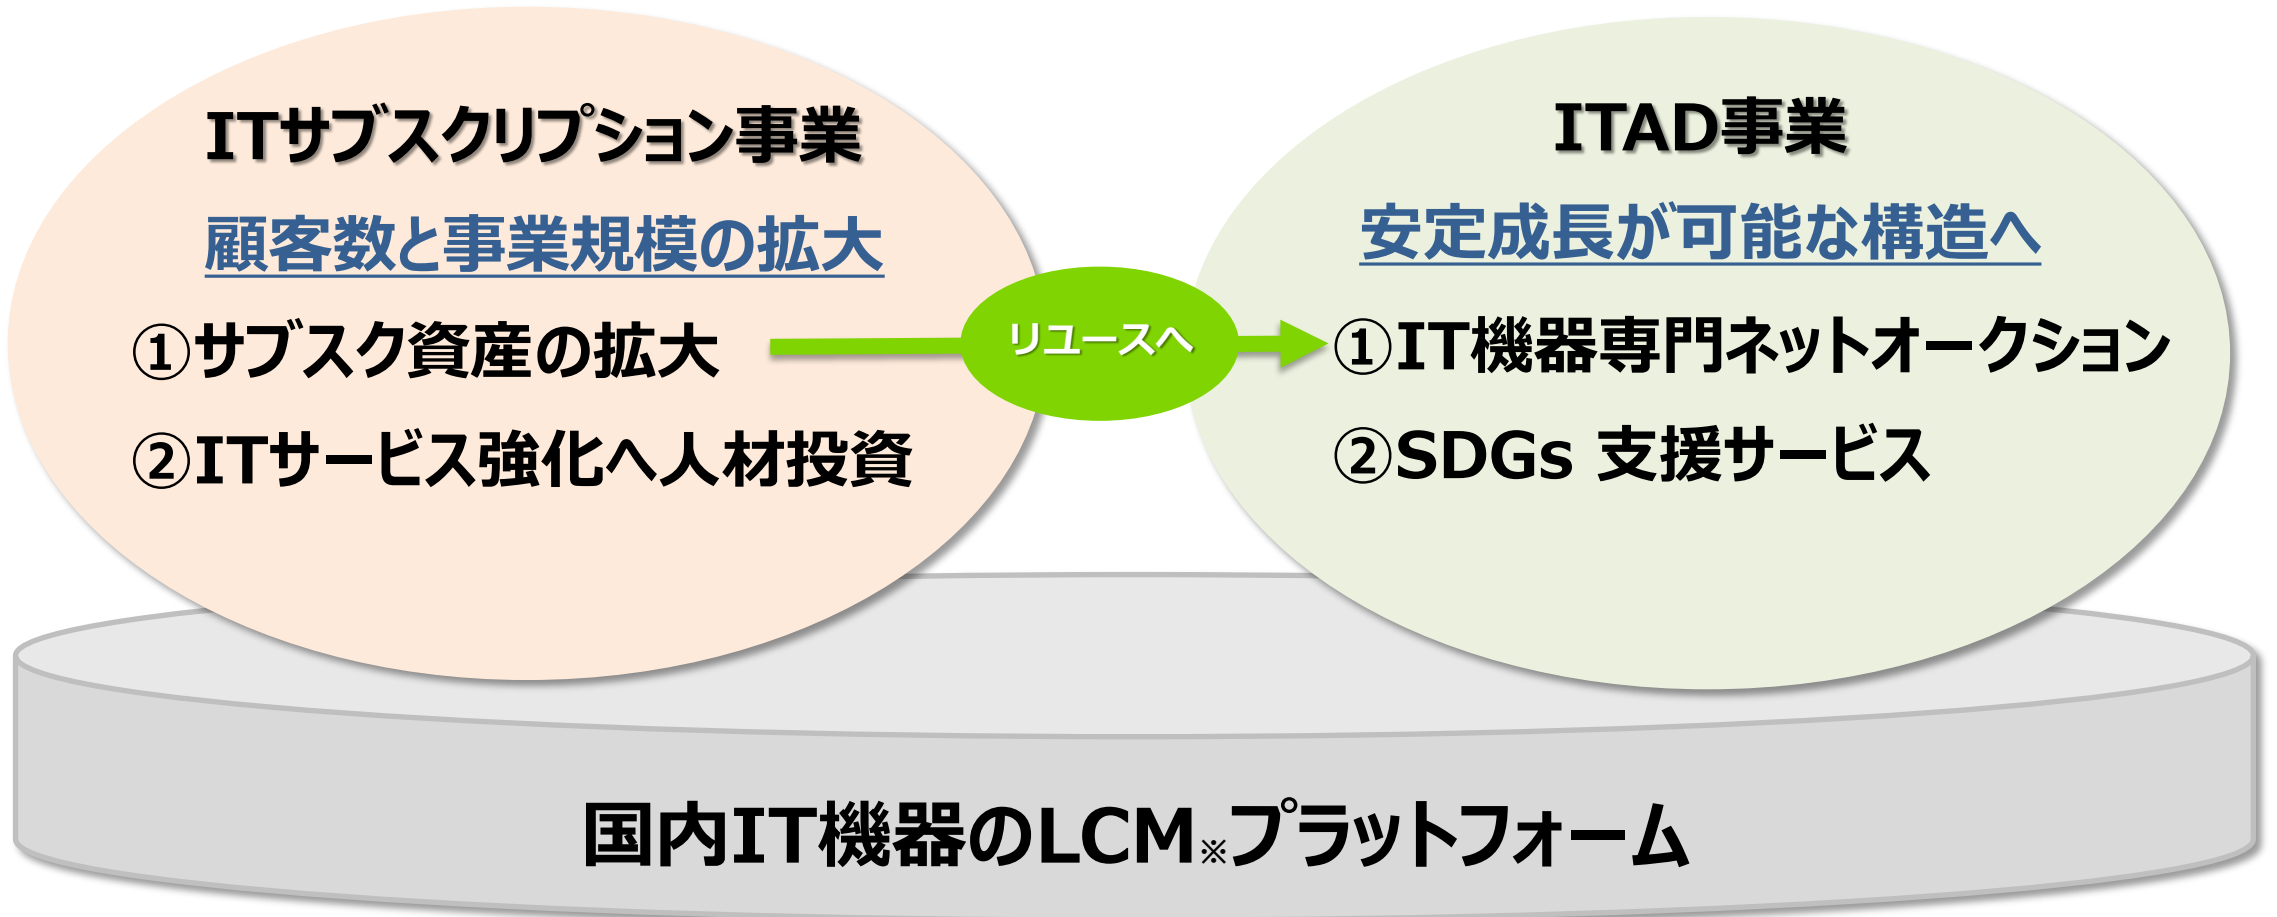 ITサブスクリプション事業
顧客数と事業規模の拡大
①サブスク資産の拡大
②ITサービス強化へ人材投資
リユースへ
ITAD事業
安定成長が可能な構造へ
①IT機器専門ネットオークション
②SDGs 支援サービス
国内IT機器のLCM※プラットフォーム